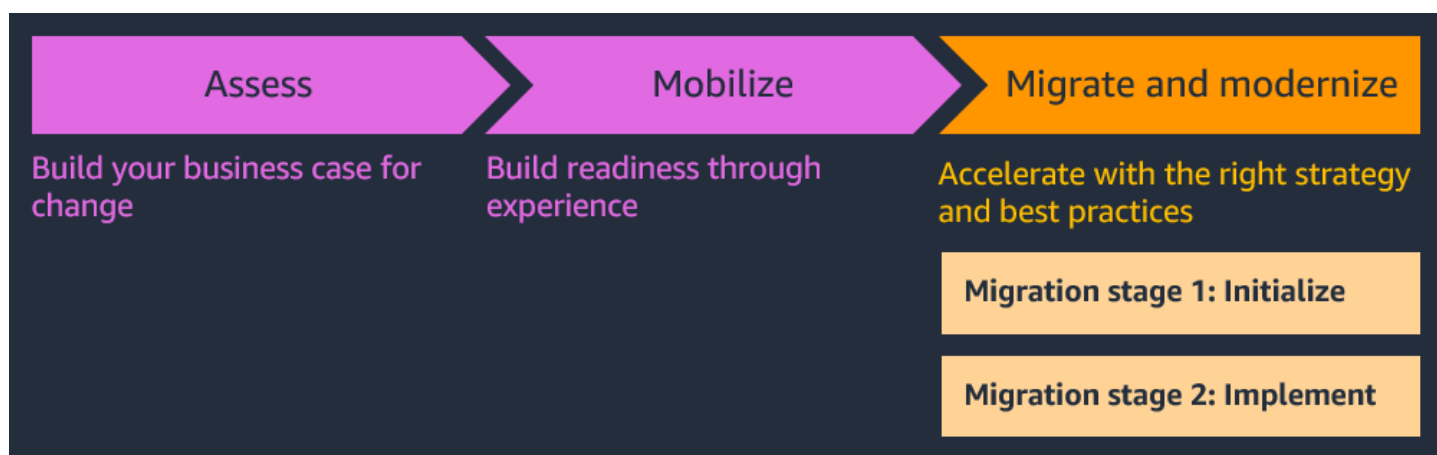 Assess
Mobilize
Migrate and modernize
Build your business case for
change
Build readiness through
experience
Accelerate with the right strategy
and best practices
Migration stage 1: Initialize
Migration stage 2: Implement